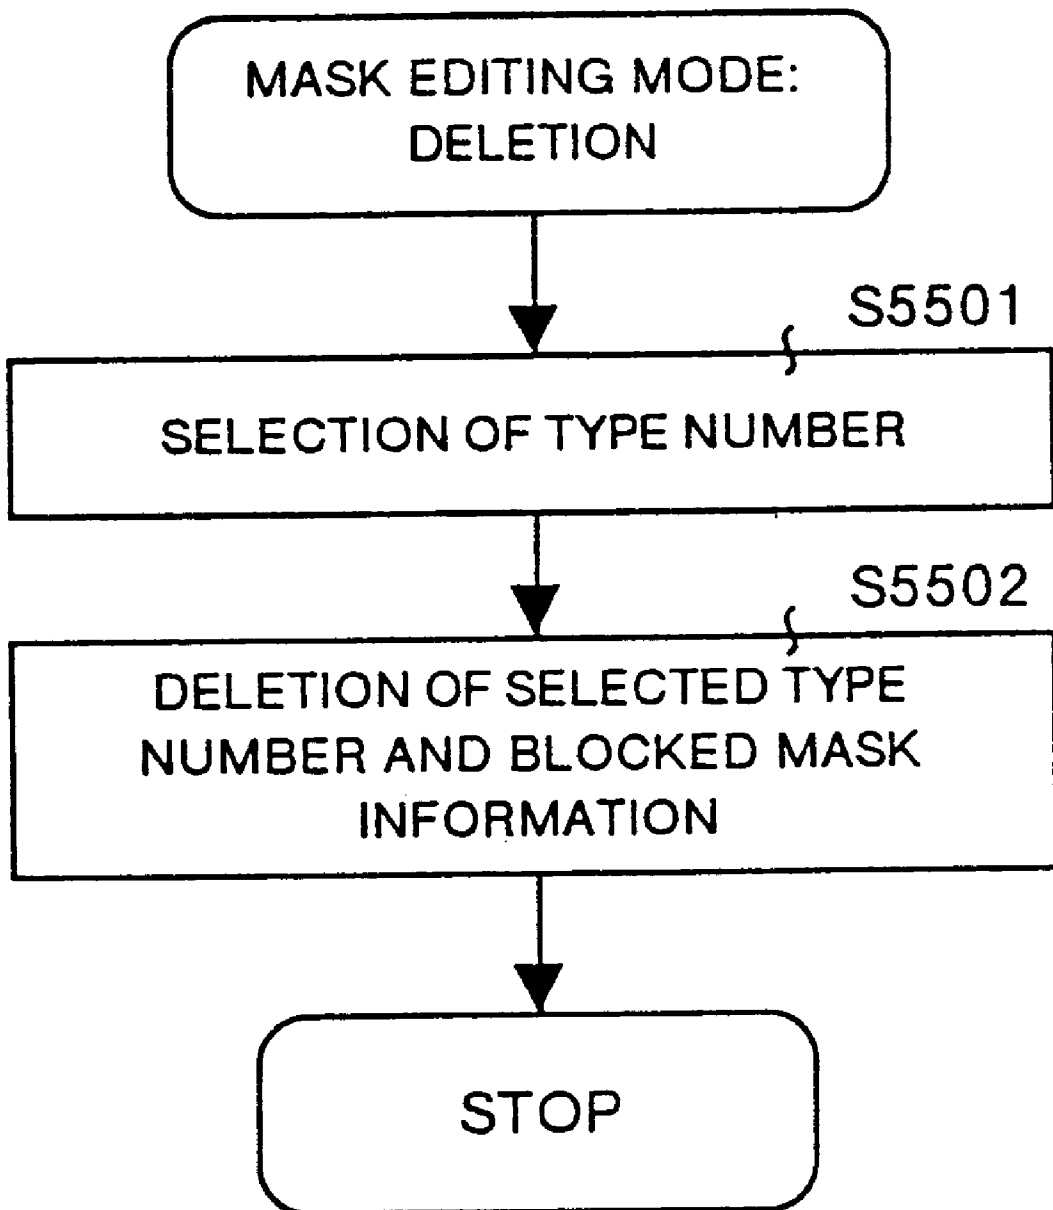 MASK EDITING MODE:
DELETION
S5501
SELECTION OF TYPE NUMBER
S5502
DELETION OF SELECTED TYPE
NUMBER AND BLOCKED MASK
INFORMATION
STOP